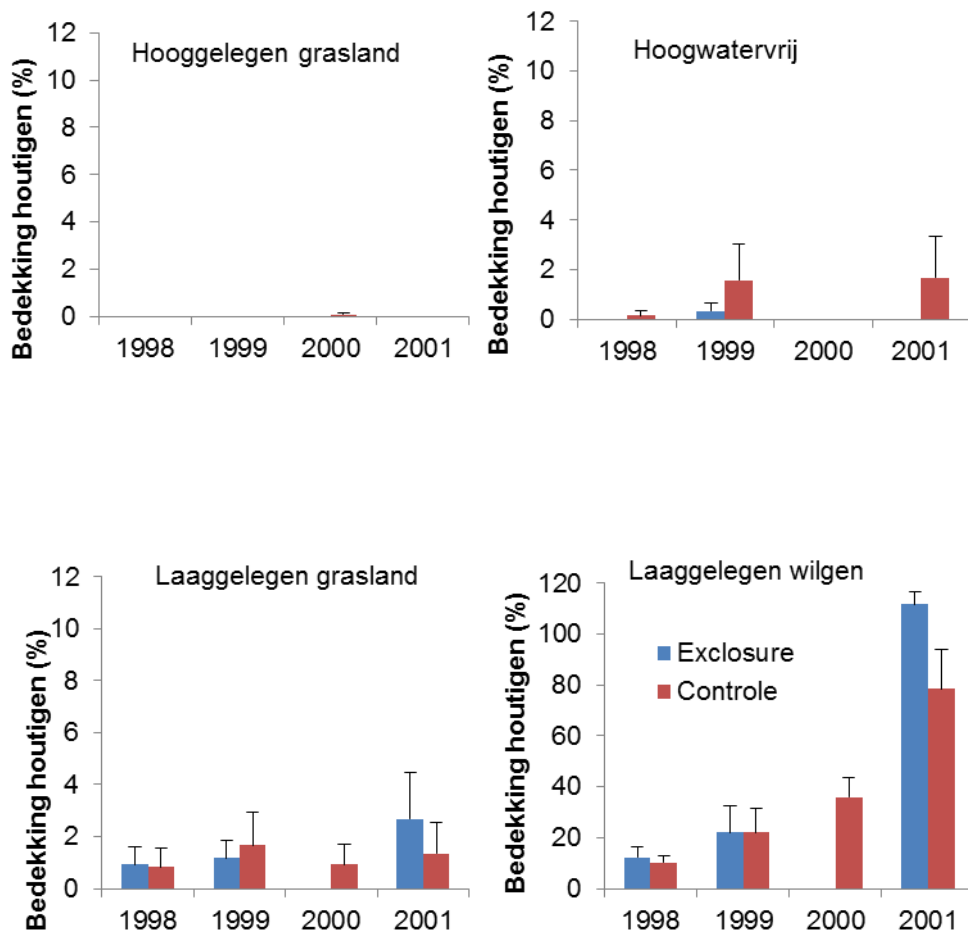 Hooggelegen grasland
Bedekking houtigen (%)
12
10
8
6
4
2
0
1998 1999 2000 2001
Hoogwatervrij
Bedekking houtigen (%)
12
10
8
6
4
2
0
1998 1999 2000 2001
Laaggelegen grasland
Bedekking houtigen (%)
12
10
8
6
4
2
0
1998 1999 2000 2001
Laaggelegen wilgen
Bedekking houtigen (%)
120
100
80
60
40
20
0
Exclosure
Controle
1998 1999 2000 2001